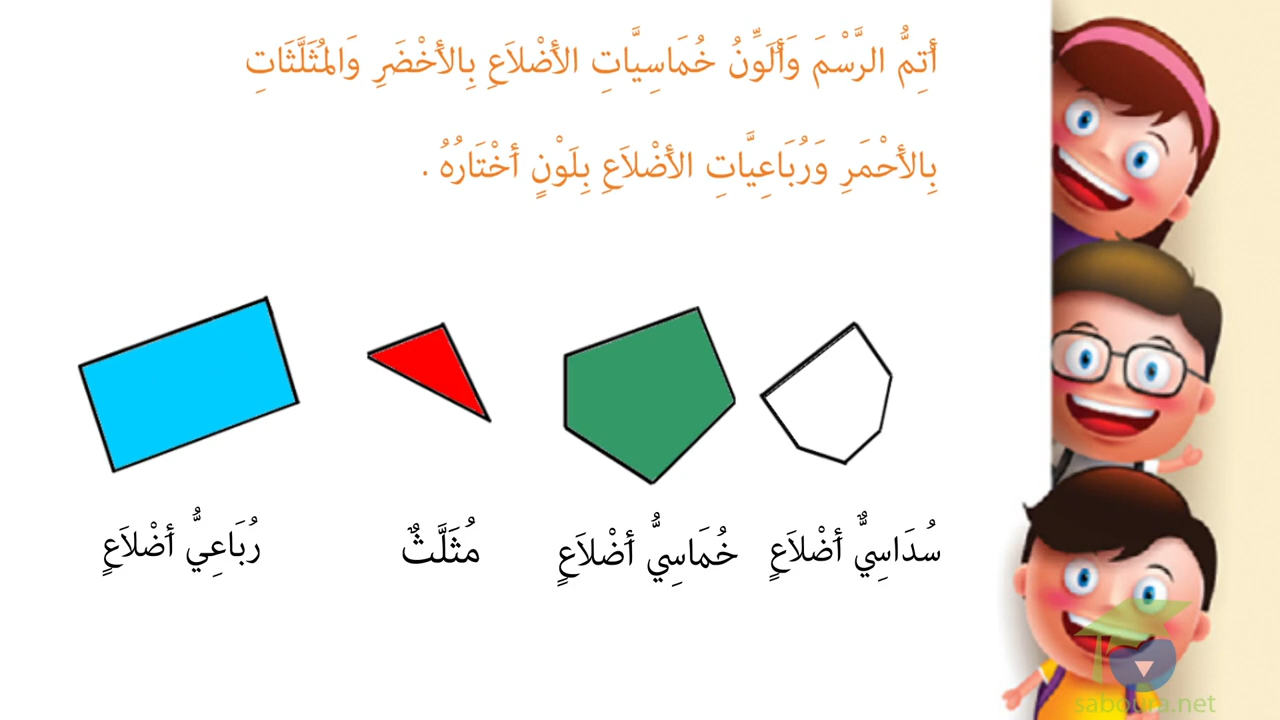 أُتِمُّ الرَّسْمَ وَأُلَوِّنُ خُمَاسِيَّاتِ الأَضْلاَعِ بِالأَخْضَرِ وَالمُثَلَّثَاتِ
بِالأَحْمَرِ وَرُبَاعِيَّاتِ الأَضْلاَعِ بِلَوْنٍ أَخْتَارُهُ .
سُدَاسِيٌّ أَضْلاَعٍ خُمَاسِيُّ أَضْلاَعٍ مُثَلَّثٌ رُبَاعِيُّ أَضْلاَعٍ
saboura.net